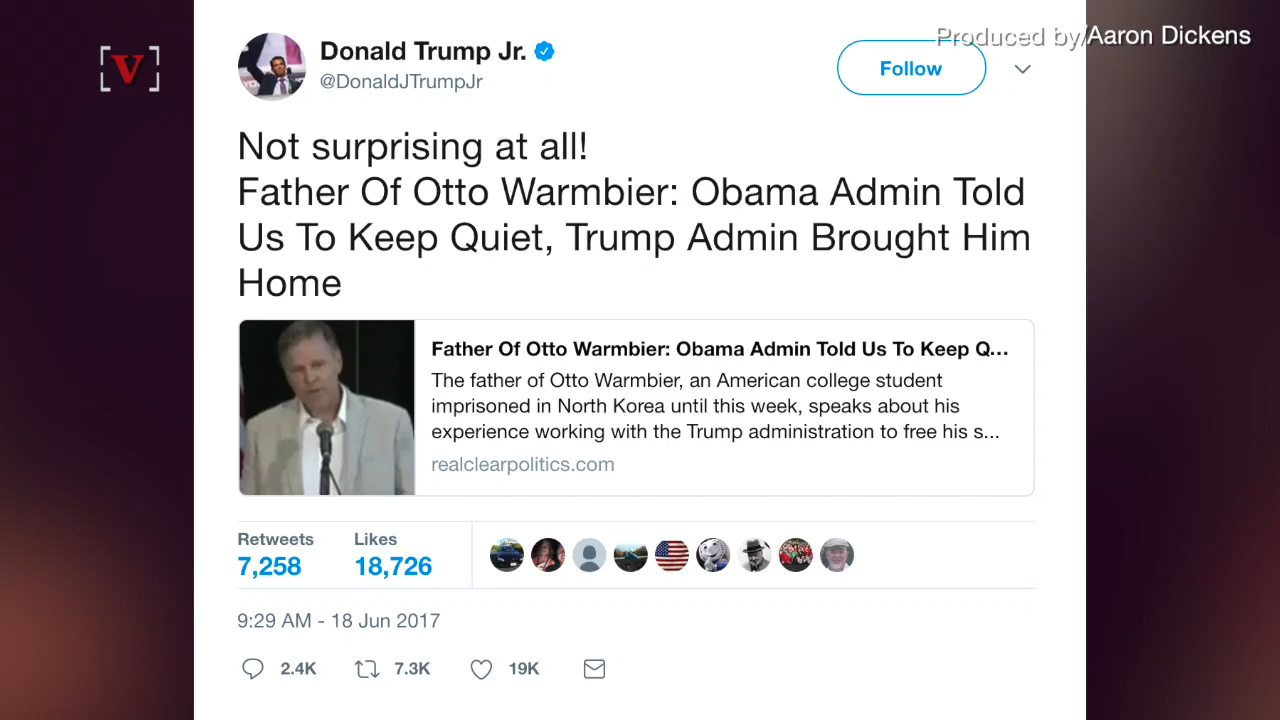 V
Produced by/Aaron Dickens
Donald Trump Jr.
@DonaldJTrumpJr
Follow
Not surprising at all!
Father Of Otto Warmbier: Obama Admin Told
Us To Keep Quiet, Trump Admin Brought Him
Home
Father Of Otto Warmbier: Obama Admin Told Us To Keep Q...
The father of Otto Warmbier, an American college student
imprisoned in North Korea until this week, speaks about his
experience working with the Trump administration to free his s...
realclearpolitics.com
Retweets
Likes
7,258
18,726
9:29 AM - 18 Jun 2017
2.4K
7.3K
19K